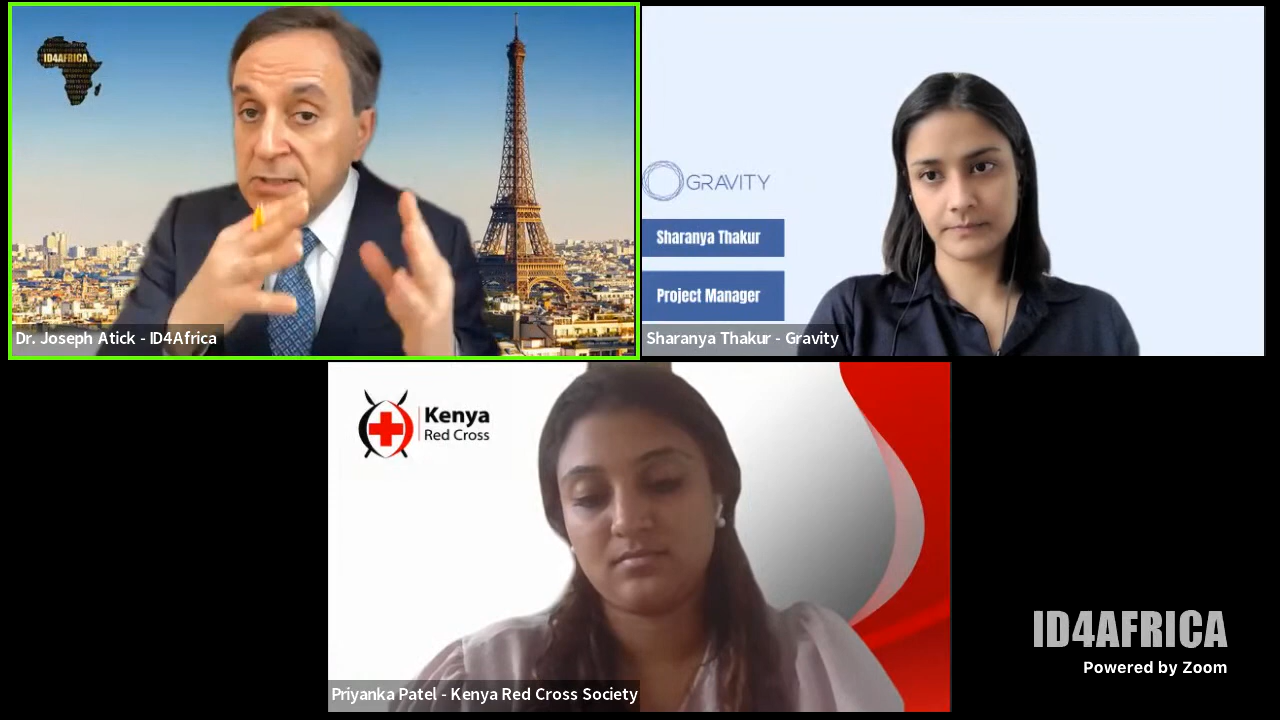 ID4AFRICA
Dr. Joseph Atick - ID4Africa
GRAVITY
Sharanya Thakur
Project Manager
Sharanya Thakur - Gravity
Kenya
Red Cross
Priyanka Patel - Kenya Red Cross Society
ID4AFRICA
Powered by Zoom